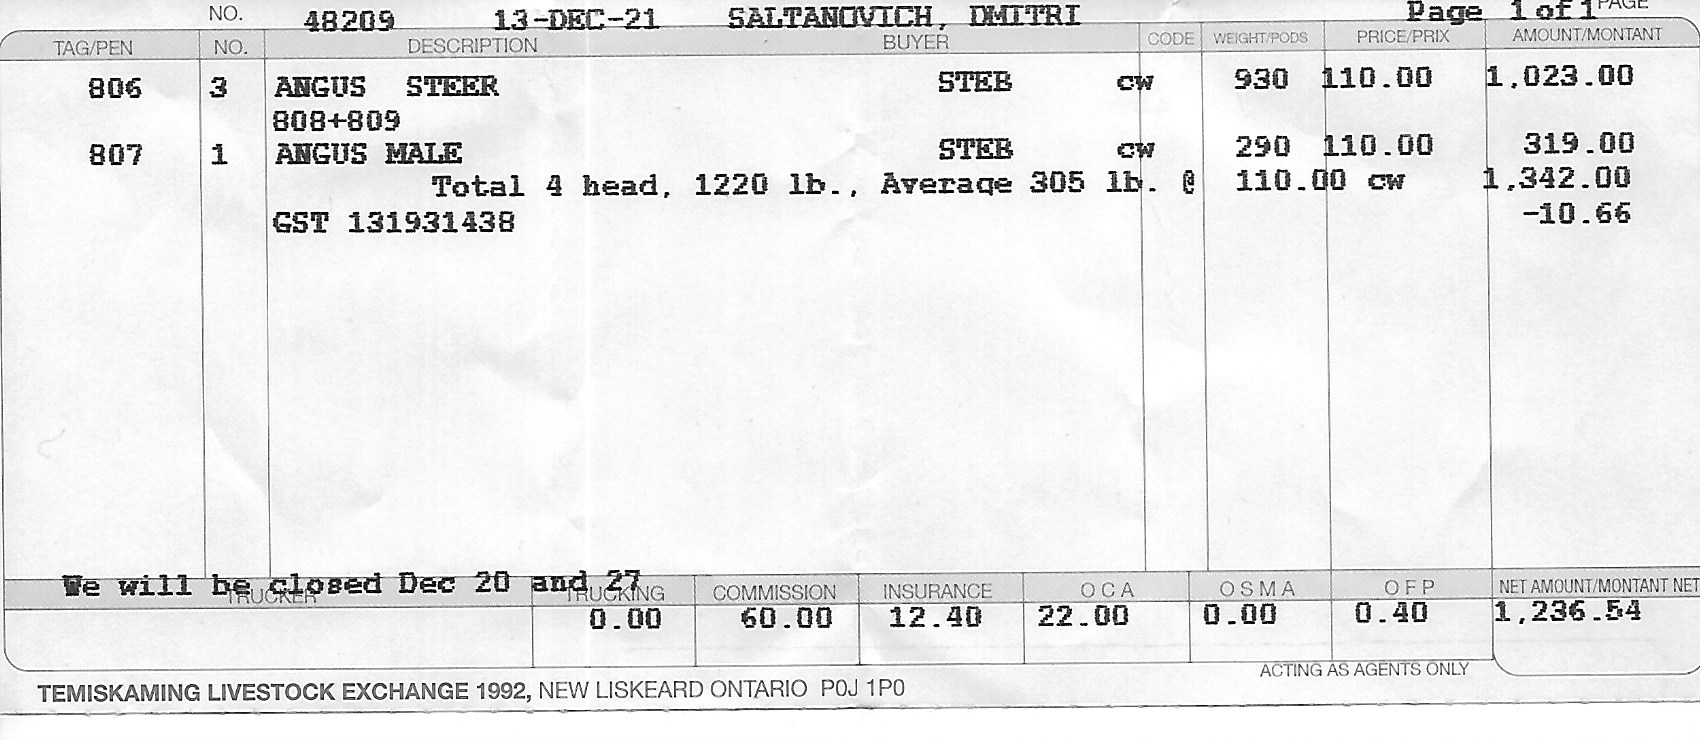 NO. 48209 13-DEC-21 SALTANOVICH, DMITRI Page 1 of 1 PAGE
TAG/PEN NO. DESCRIPTION BUYER CODE WEIGHT/PODS PRICE/PRIX AMOUNT/MONTANT
806 3 ANGUS STEER STEB cw 930 110.00 1,023.00
808+809
807 1 ANGUS MALE STEB cw 290 110.00 319.00
Total 4 head, 1220 lb., Average 305 lb. @ 110.00 cw 1,342.00
GST 131931438 -10.66
We will be closed Dec 20 and 27
TRUCKER TRUCKING COMMISSION INSURANCE OCA OSMA OFP NET AMOUNT/MONTANT NET
0.00 60.00 12.40 22.00 0.00 0.40 1,236.54
ACTING AS AGENTS ONLY
TEMISKAMING LIVESTOCK EXCHANGE 1992, NEW LISKEARD ONTARIO P0J 1P0